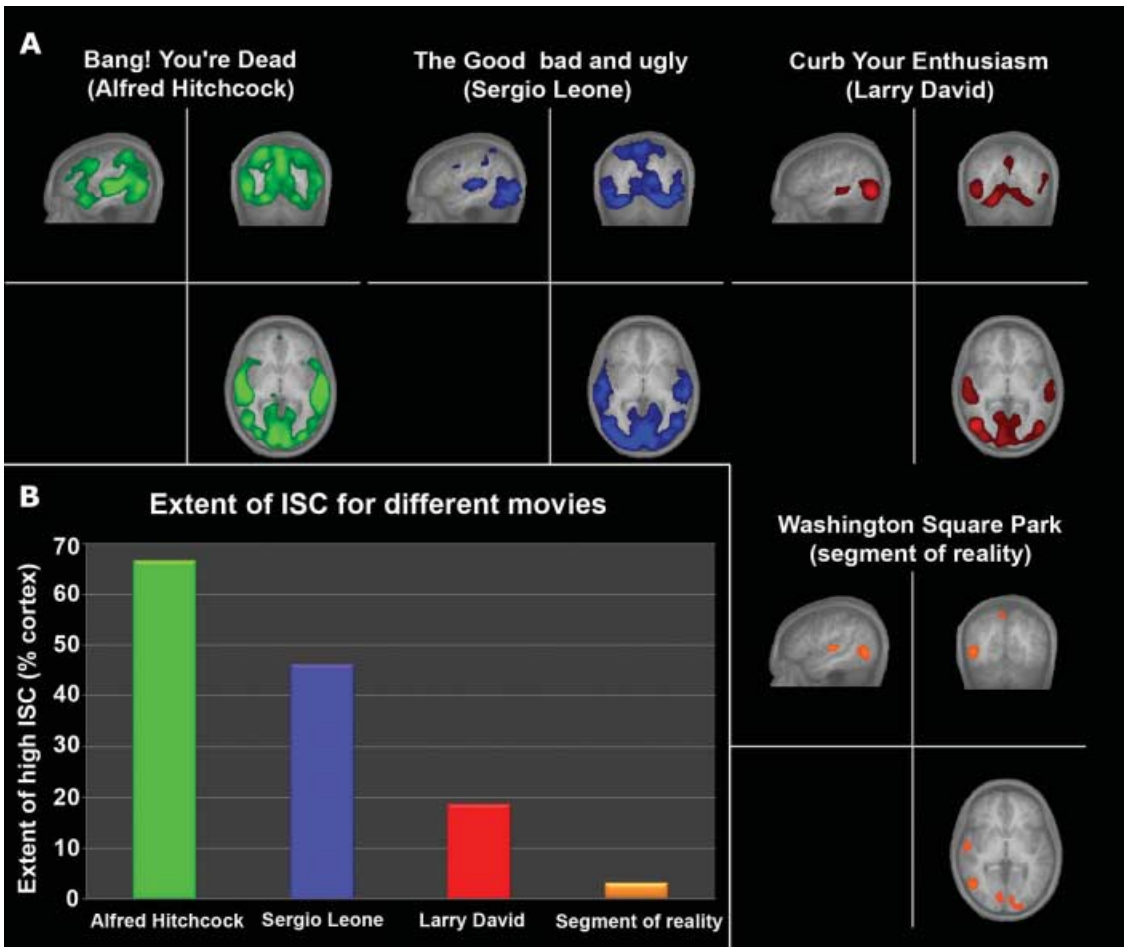 A
Bang! You're Dead
(Alfred Hitchcock)
The Good bad and ugly
(Sergio Leone)
Curb Your Enthusiasm
(Larry David)
B
Extent of ISC for different movies
Extent of high ISC (% cortex)
70
60
50
40
30
20
10
0
Alfred Hitchcock
Sergio Leone
Larry David
Segment of reality
Washington Square Park
(segment of reality)